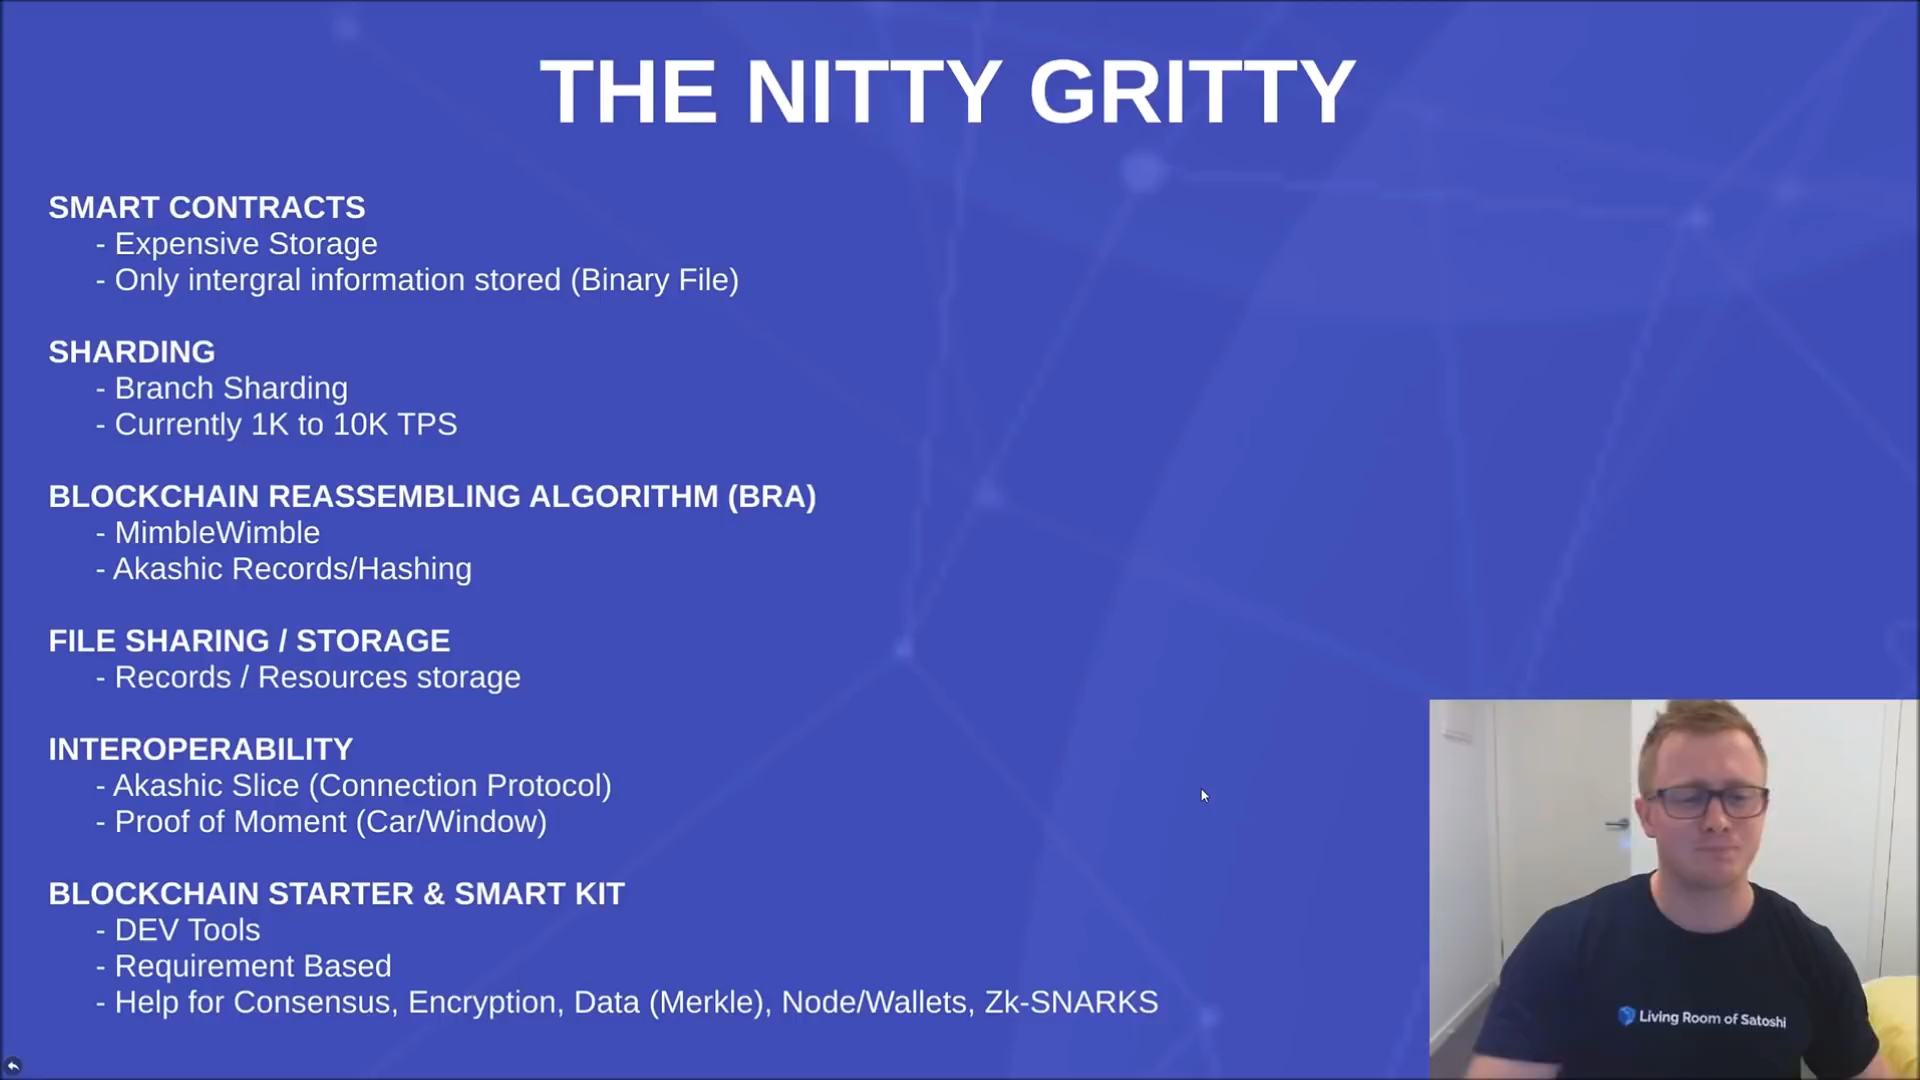 THE NITTY GRITTY
SMART CONTRACTS
- Expensive Storage
- Only intergral information stored (Binary File)
SHARDING
- Branch Sharding
- Currently 1K to 10K TPS
BLOCKCHAIN REASSEMBLING ALGORITHM (BRA)
- MimbleWimble
- Akashic Records/Hashing
FILE SHARING / STORAGE
- Records / Resources storage
INTEROPERABILITY
- Akashic Slice (Connection Protocol)
- Proof of Moment (Car/Window)
BLOCKCHAIN STARTER & SMART KIT
- DEV Tools
- Requirement Based
- Help for Consensus, Encryption, Data (Merkle), Node/Wallets, Zk-SNARKS
Living Room of Satoshi